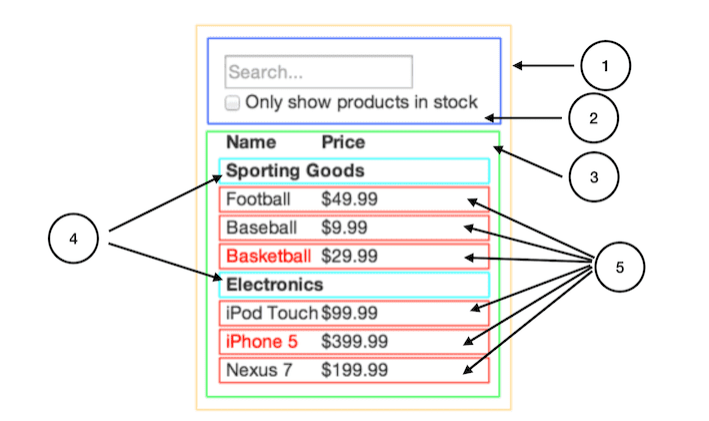 1
Search...
Only show products in stock
2
Name Price
3
Sporting Goods
Football $49.99
Baseball $9.99
4
Basketball $29.99
5
Electronics
iPod Touch $99.99
iPhone 5 $399.99
Nexus 7 $199.99